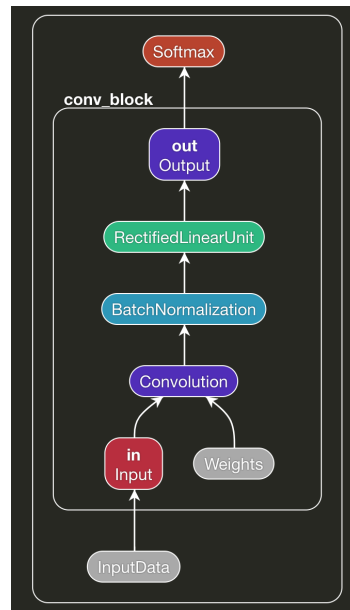 Softmax
conv_block
out
Output
RectifiedLinearUnit
BatchNormalization
Convolution
in
Input
Weights
InputData